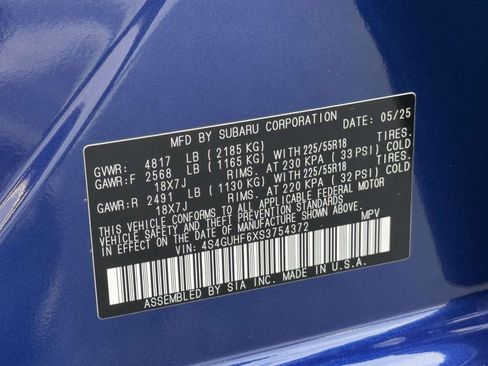 MFD BY SUBARU CORPORATION DATE: 05/25
GVWR: 4817 LB (2185 KG)
GAWR:F 2568 LB (1165 KG) WITH 225/55R18 TIRES.
18X7J RIMS.AT 230 KPA ( 33 PSI) COLD
GAWR:R 2491 LB (1130 KG) WITH 225/55R18 TIRES.
18X7J RIMS.AT 220 KPA ( 32 PSI) COLD
THIS VEHICLE CONFORMS TO ALL APPLICABLE FEDERAL MOTOR
VEHICLE SAFETY AND THEFT PREVENTION STANDARDS
IN EFFECT ON THE DATE OF MANUFACTURE SHOWN ABOVE.
VIN: 4S4GUHF6XS3754372 MPV
ASSEMBLED BY SIA INC. MADE IN U.S.A.